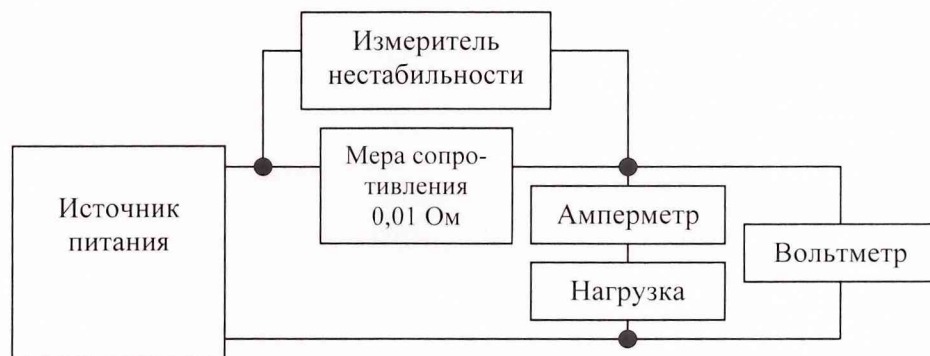 Измеритель
нестабильности
Источник
питания
Мера сопро-
тивления
0,01 Ом
Амперметр
Нагрузка
Вольтметр